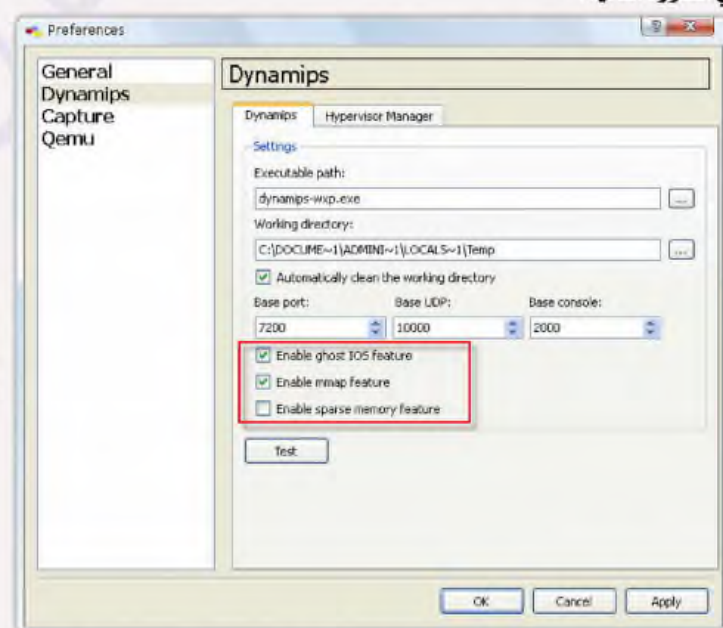 Preferences
General
Dynamips
Capture
Qemu
Dynamips
Dynamips Hypervisor Manager
Settings
Executable path:
dynamips-wxp.exe ...
Working directory:
C:\DOCUME~1\ADMINI~1\LOCALS~1\Temp ...
Automatically clean the working directory
Base port: Base UDP: Base console:
7200 10000 2000
Enable ghost IOS feature
Enable mmap feature
Enable sparse memory feature
Test
OK Cancel Apply